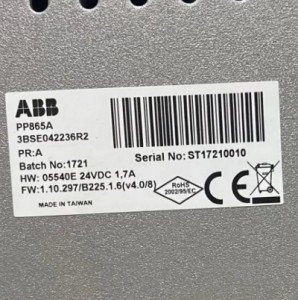 ABB
PP865A
3BSE042236R2
PR:A
Batch No:1721
Serial No: ST17210010
HW: 05540E 24VDC 1,7A
FW:1.10.297/B225.1.6(v4.0/8)
MADE IN TAIWAN
RoHS
2002/95/EC
CE